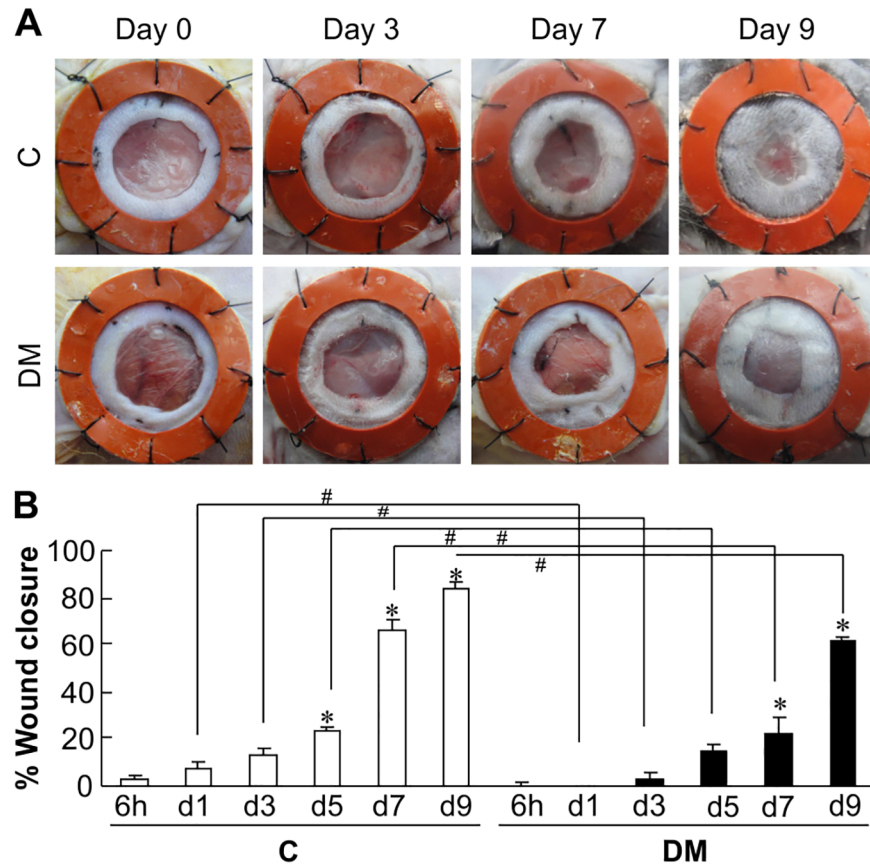 A
Day 0 Day 3 Day 7 Day 9
C
DM
B
% Wound closure
100
80
60
40
20
0
#
#
# #
#
* * * * *
6h d1 d3 d5 d7 d9 6h d1 d3 d5 d7 d9
C DM